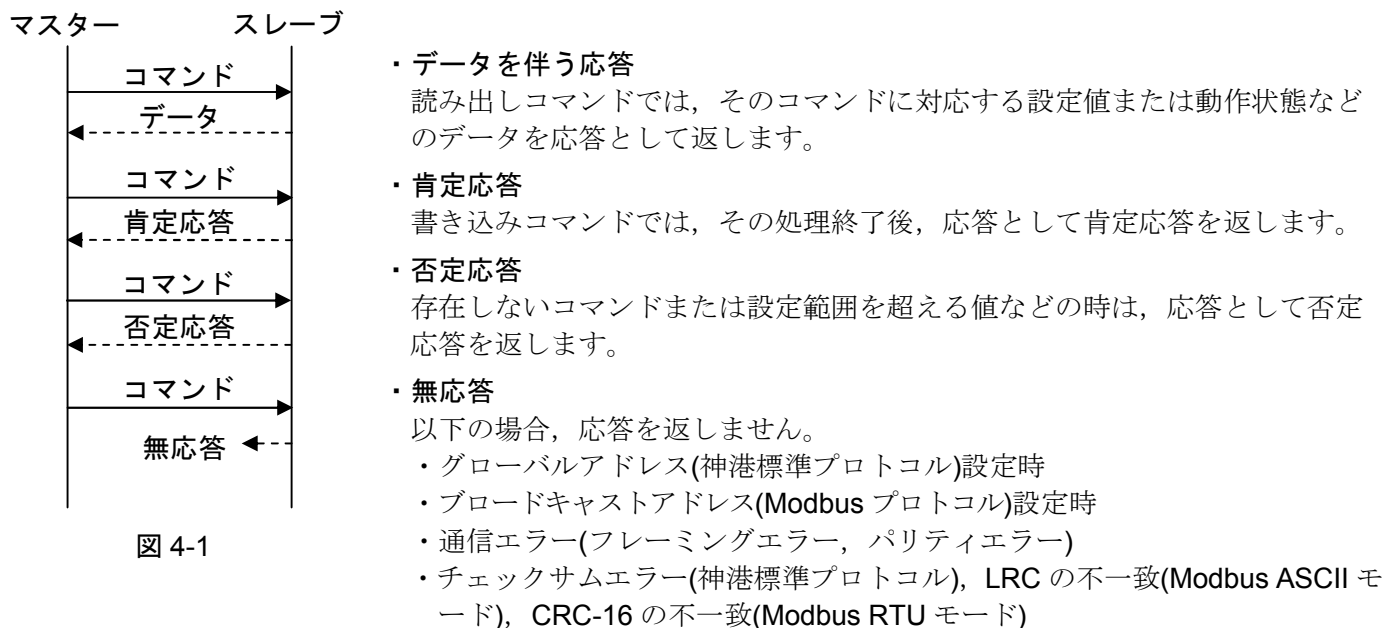 マスター
スレーブ
コマンド
データ
コマンド
肯定応答
コマンド
否定応答
コマンド
無応答
図 4-1
・データを伴う応答
読み出しコマンドでは，そのコマンドに対応する設定値または動作状態など
のデータを応答として返します。
・肯定応答
書き込みコマンドでは，その処理終了後，応答として肯定応答を返します。
・否定応答
存在しないコマンドまたは設定範囲を超える値などの時は，応答として否定
応答を返します。
・無応答
以下の場合，応答を返しません。
・グローバルアドレス(神港標準プロトコル)設定時
・ブロードキャストアドレス(Modbus プロトコル)設定時
・通信エラー(フレーミングエラー，パリティエラー)
・チェックサムエラー(神港標準プロトコル)，LRC の不一致(Modbus ASCII モ
ード)，CRC-16 の不一致(Modbus RTU モード)